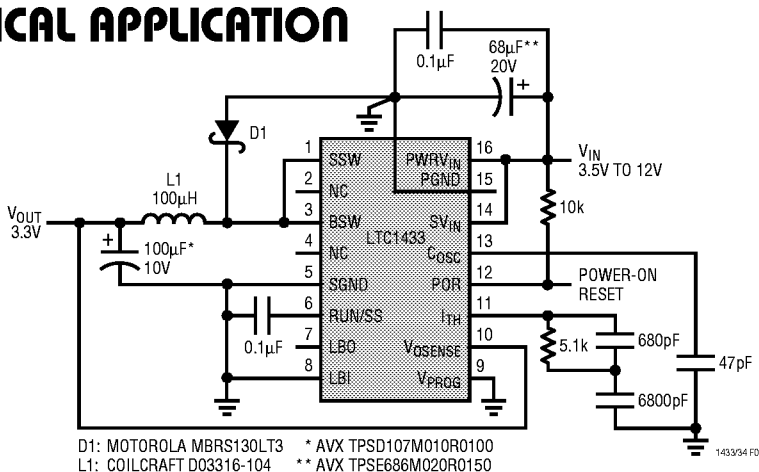 ICAL APPLICATION
0.1µF
68µF**
20V
+
D1
L1
100µH
VOUT
3.3V
+
100µF*
10V
0.1µF
1
SSW
2
NC
3
BSW
4
NC
5
SGND
6
RUN/SS
7
LBO
8
LBI
LTC1433
PWRVIN
16
PGND
15
SVIN
14
COSC
13
POR
12
ITH
11
VOSENSE
10
VPROG
9
VIN
3.5V TO 12V
10k
POWER-ON
RESET
5.1k
680pF
6800pF
47pF
D1: MOTOROLA MBRS130LT3 * AVX TPSD107M010R0100
L1: COILCRAFT D03316-104 ** AVX TPSE686M020R0150
1433/34 F0